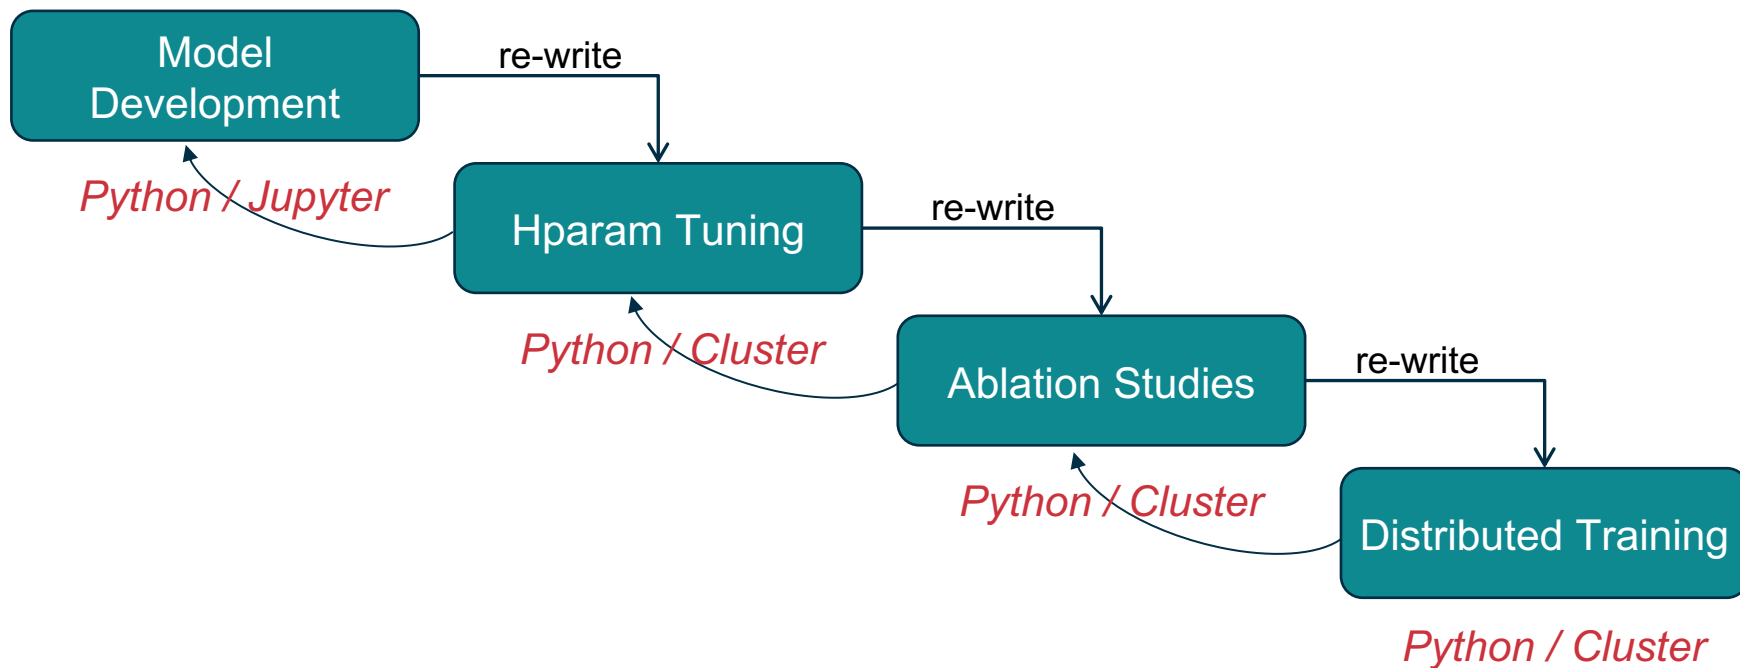 Model
Development
re-write
Python / Jupyter
Hparam Tuning
re-write
Python / Cluster
Ablation Studies
re-write
Python / Cluster
Distributed Training
Python / Cluster